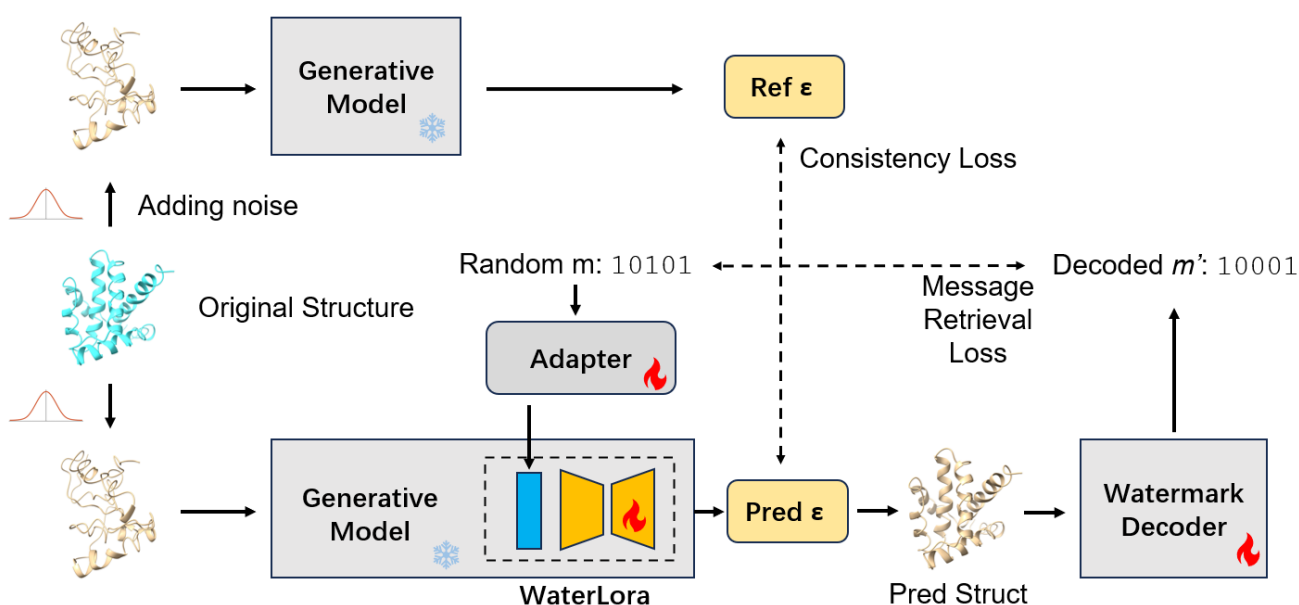 Generative
Model
Ref ε
Consistency Loss
Adding noise
Random m: 10101
Decoded m’: 10001
Message
Retrieval
Loss
Original Structure
Adapter
Generative
Model
WaterLora
Pred ε
Pred Struct
Watermark
Decoder